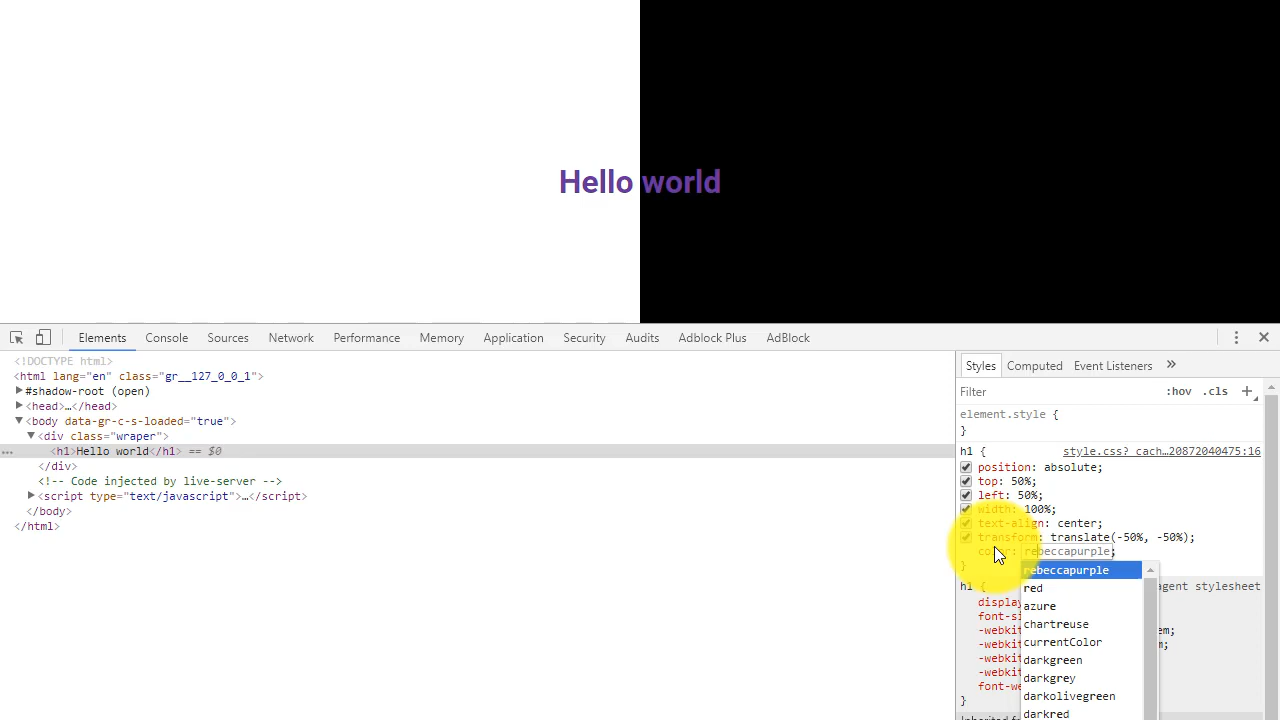 Hello world
Elements Console Sources Network Performance Memory Application Security Audits Adblock Plus AdBlock
<!DOCTYPE html>
<html lang="en" class="gr__127_0_0_1">
#shadow-root (open)
<head>…</head>
<body data-gr-c-s-loaded="true">
<div class="wraper">
… <h1>Hello world</h1> == $0
</div>
<!-- Code injected by live-server -->
<script type="text/javascript">…</script>
</body>
</html>
Styles Computed Event Listeners »
Filter :hov .cls +
element.style {
}
h1 { style.css?_cach…20872040475:16
position: absolute;
top: 50%;
left: 50%;
width: 100%;
text-align: center;
transform: translate(-50%, -50%);
color: rebeccapurple;
}
rebeccapurple
red
azure
chartreuse
currentColor
darkgreen
darkgrey
darkolivegreen
darkred
h1 { agent stylesheet
}